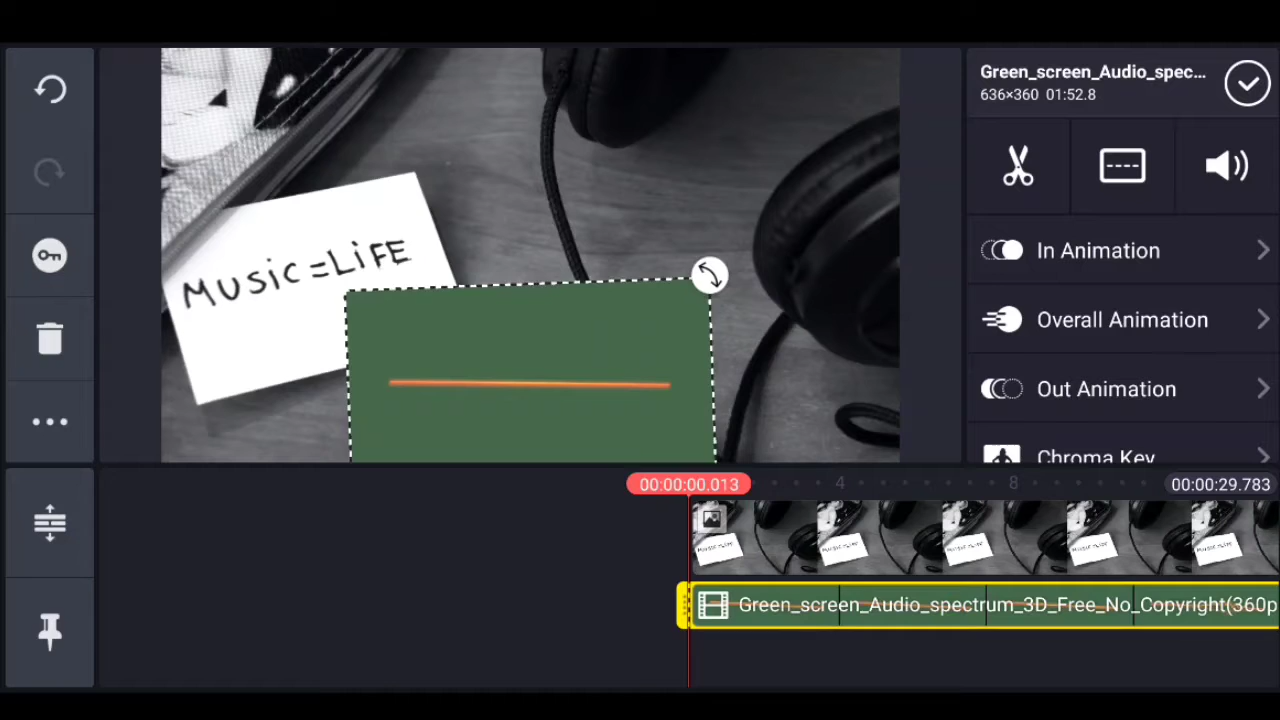 Green_screen_Audio_spec...
636×360 01:52.8
MUSIC=LiFE
In Animation
Overall Animation
Out Animation
Chroma Key
00:00:00.013
4
8
00:00:29.783
Green_screen_Audio_spectrum_3D_Free_No_Copyright(360p